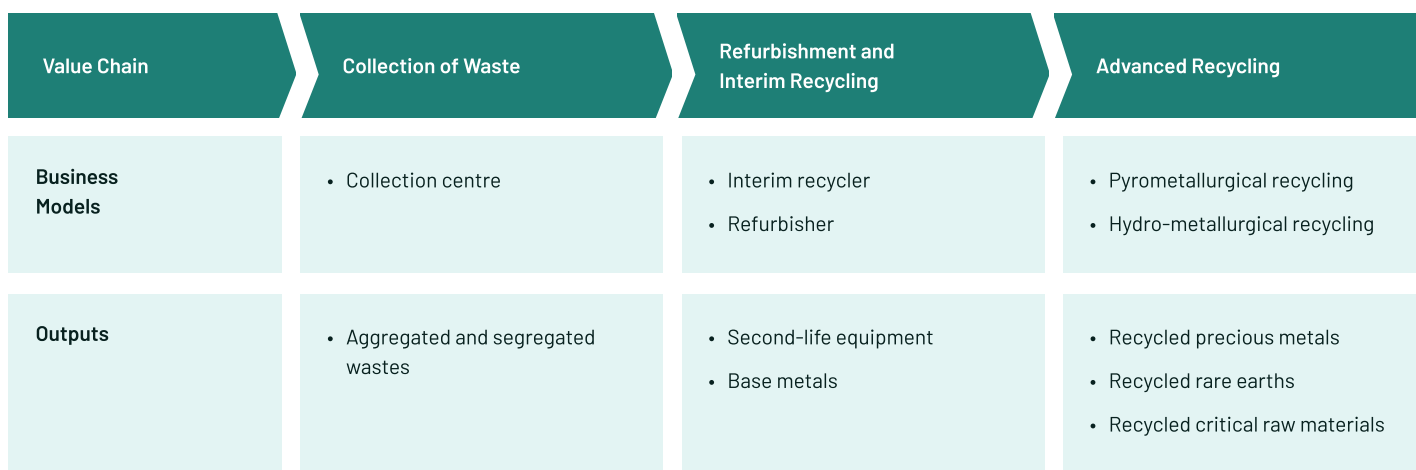 Value Chain
Collection of Waste
Refurbishment and
Interim Recycling
Advanced Recycling
Business
Models
• Collection centre
• Interim recycler
• Refurbisher
• Pyrometallurgical recycling
• Hydro-metallurgical recycling
Outputs
• Aggregated and segregated
wastes
• Second-life equipment
• Base metals
• Recycled precious metals
• Recycled rare earths
• Recycled critical raw materials